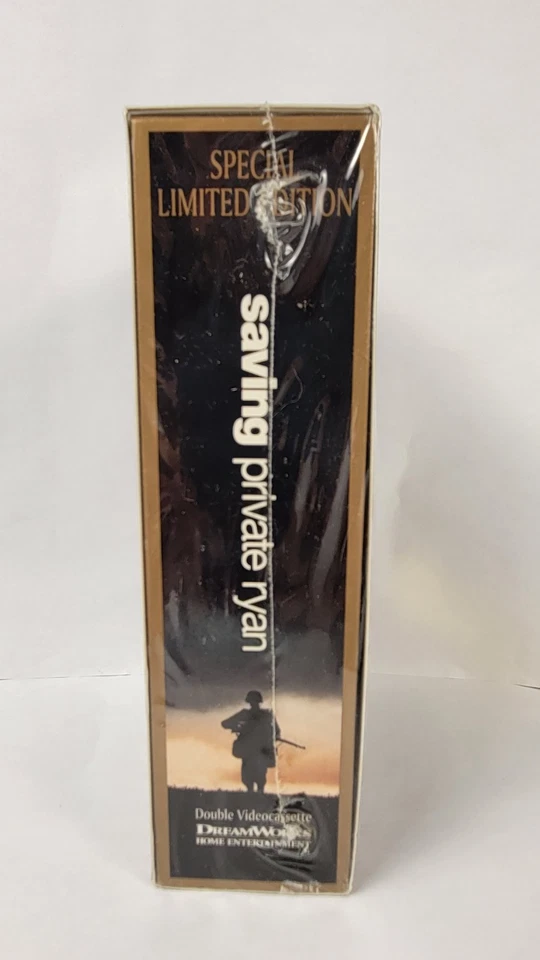 SPECIAL
LIMITED EDITION
saving private ryan
Double Videocassette
DREAMWORKS
HOME ENTERTAINMENT